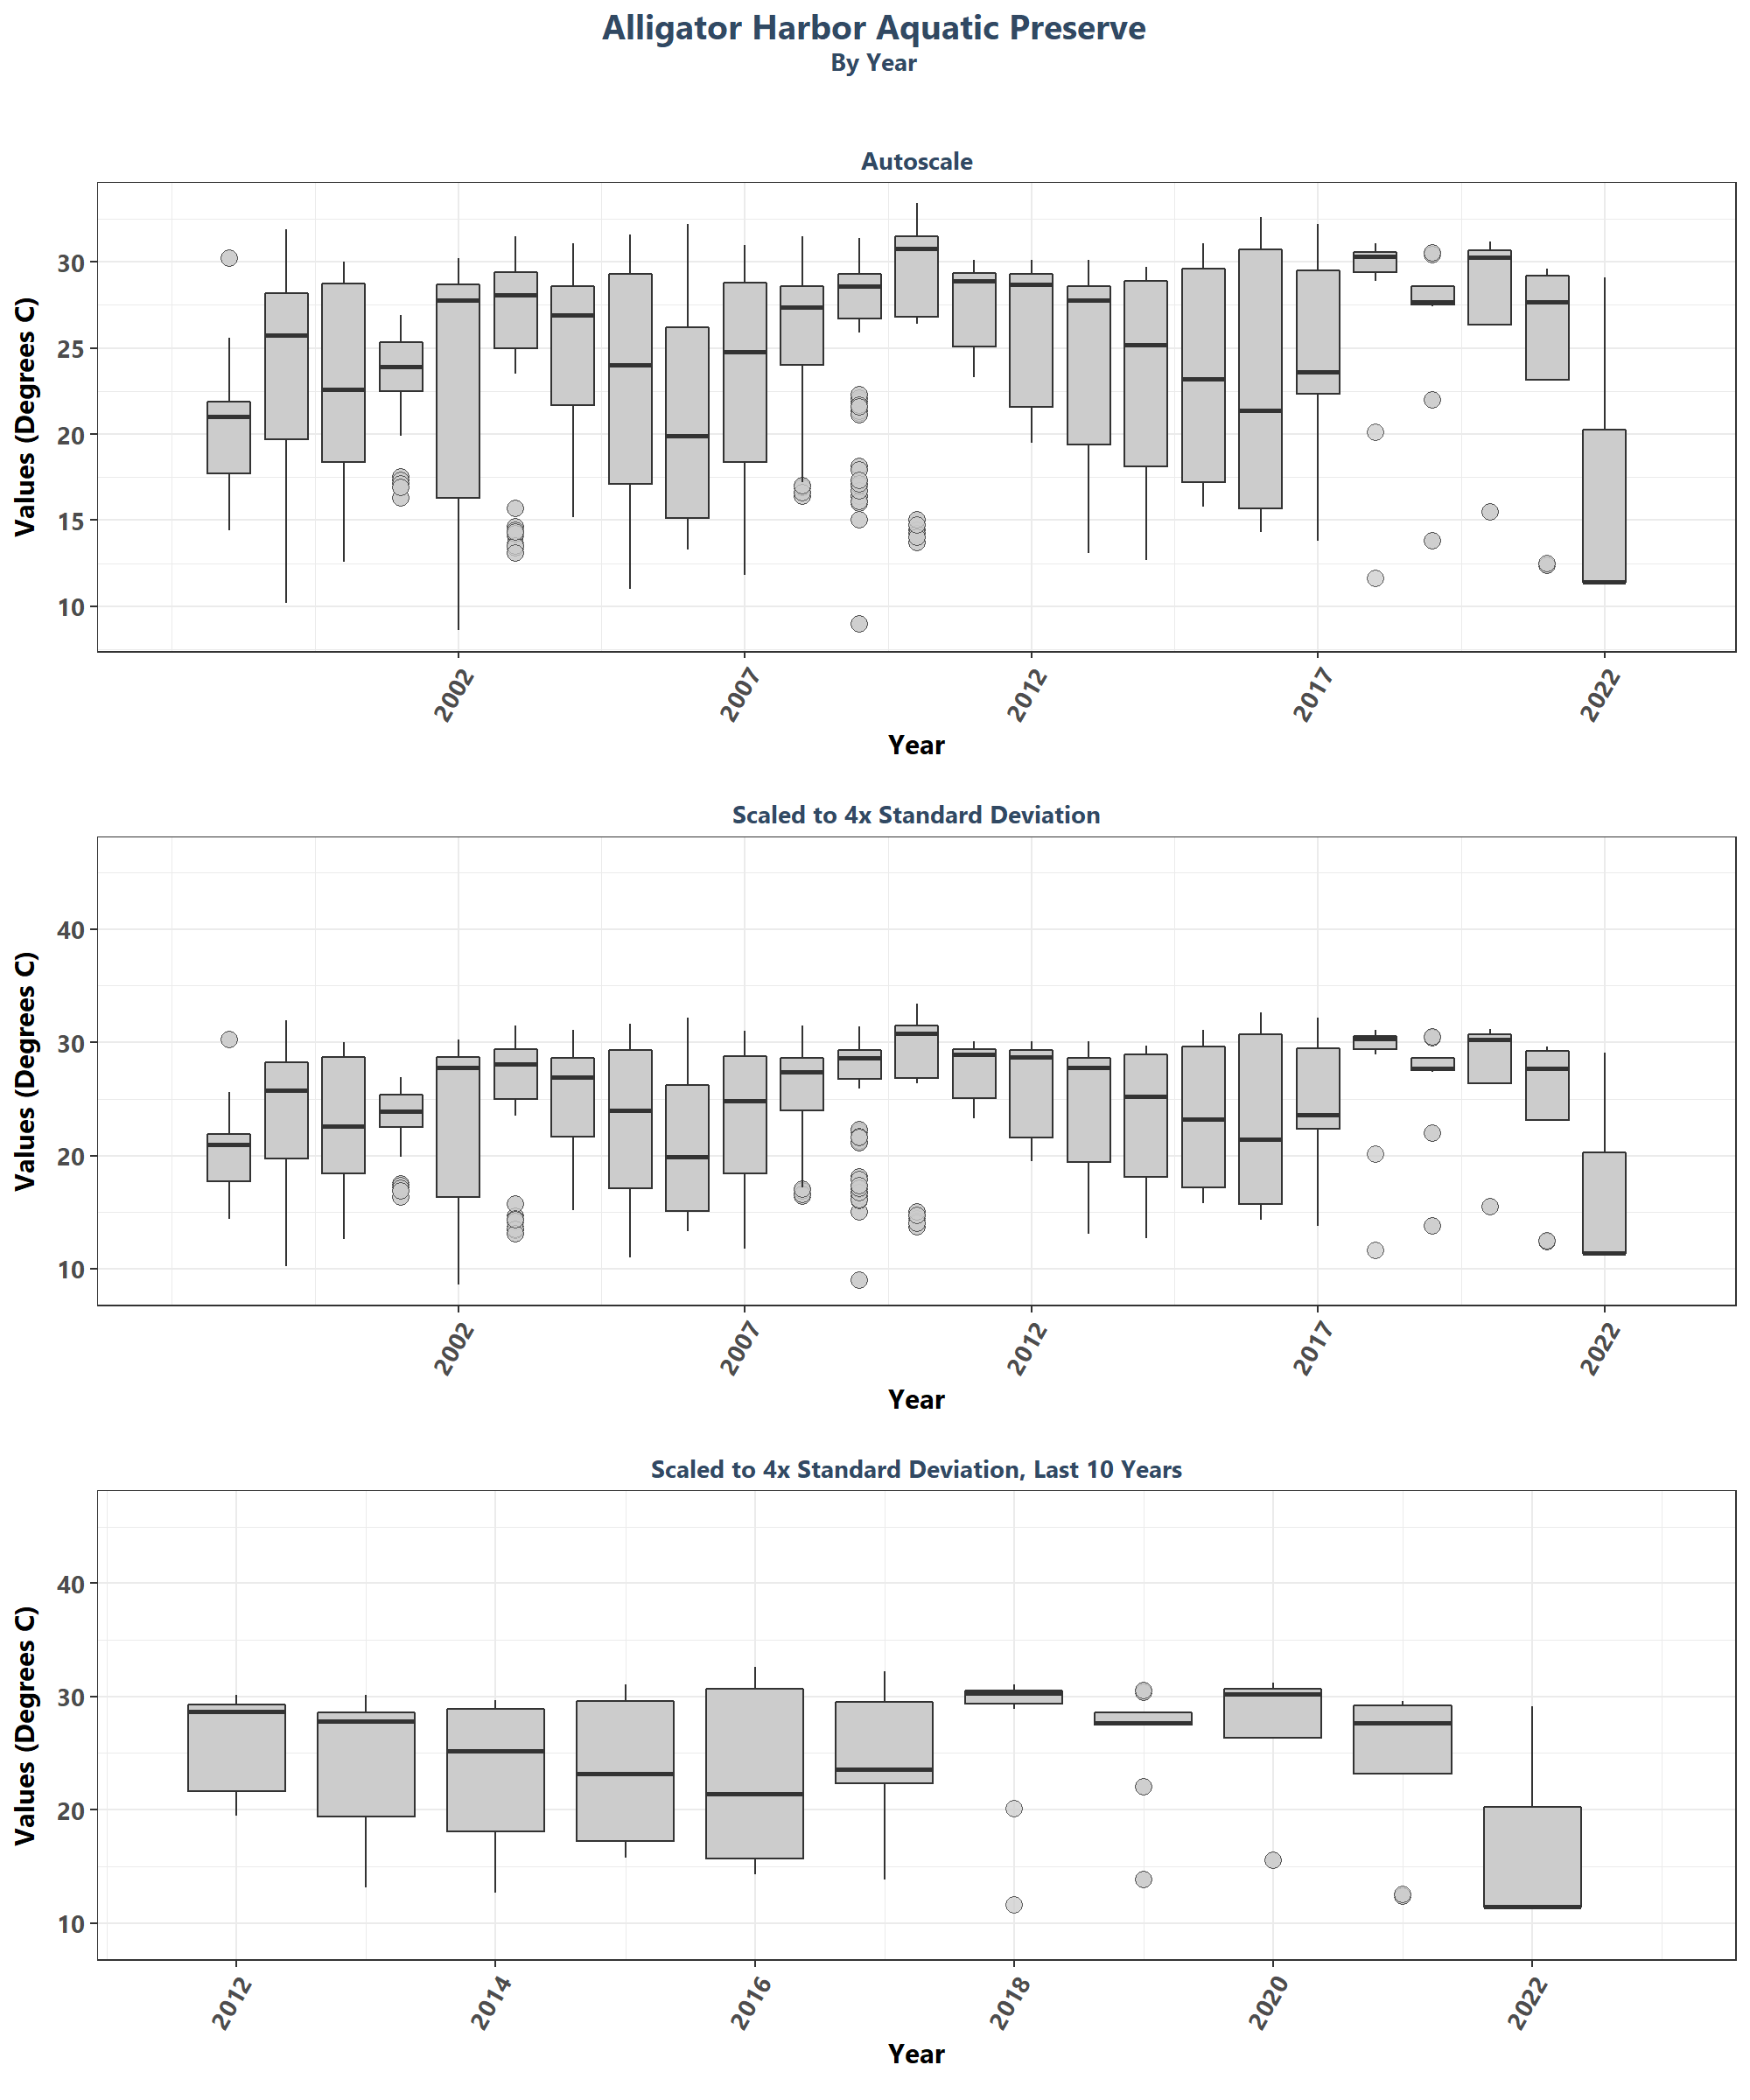 Alligator Harbor Aquatic Preserve
By Year
Autoscale
Values (Degrees C)
30
25
20
15
10
2002 2007 2012 2017 2022
Year
Scaled to 4x Standard Deviation
Values (Degrees C)
40
30
20
10
2002 2007 2012 2017 2022
Year
Scaled to 4x Standard Deviation, Last 10 Years
Values (Degrees C)
40
30
20
10
2012 2014 2016 2018 2020 2022
Year